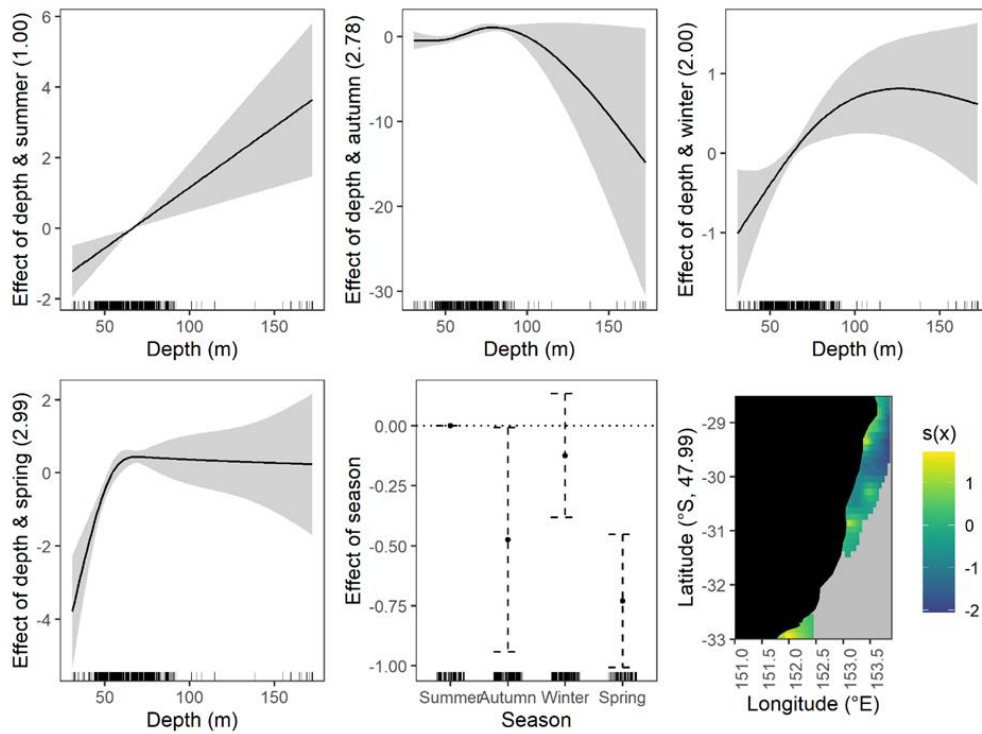 Effect of depth & summer (1.00)
6
4
2
0
-2
50
100
150
Depth (m)
Effect of depth & autumn (2.78)
0
-10
-20
-30
50
100
150
Depth (m)
Effect of depth & winter (2.00)
1
0
-1
50
100
150
Depth (m)
Effect of depth & spring (2.99)
2
0
-2
-4
50
100
150
Depth (m)
Effect of season
0.00
-0.25
-0.50
-0.75
-1.00
Summer
Autumn
Winter
Spring
Season
Latitude (°S, 47.99)
-29
-30
-31
-32
-33
151.0
151.5
152.0
152.5
153.0
153.5
Longitude (°E)
s(x)
1
0
-1
-2